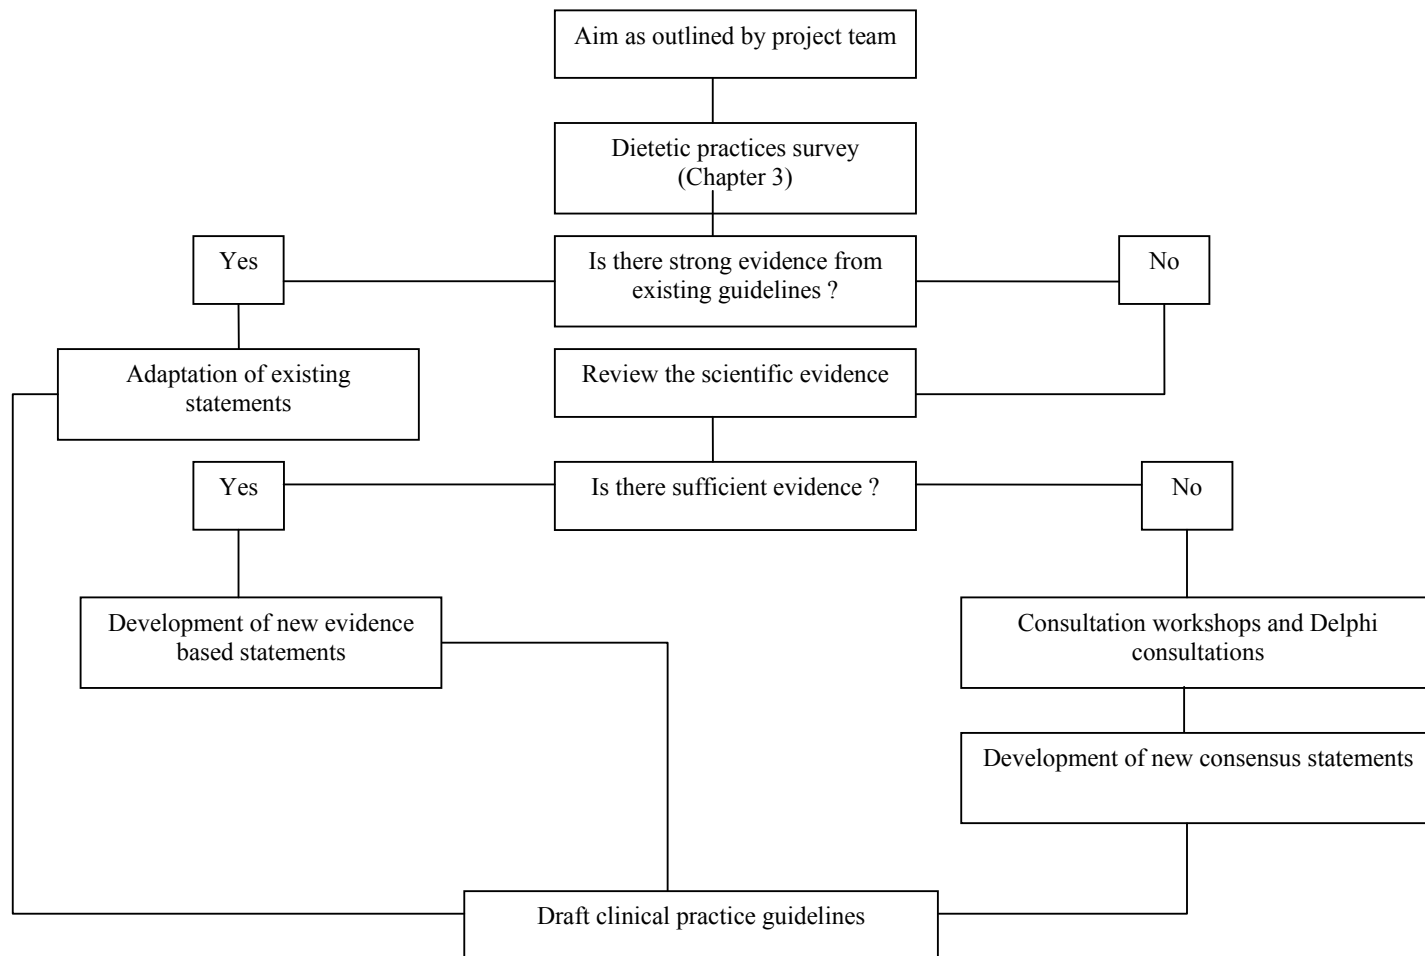 Aim as outlined by project team
Dietetic practices survey
(Chapter 3)
Yes
Is there strong evidence from
existing guidelines ?
No
Adaptation of existing
statements
Review the scientific evidence
Yes
Is there sufficient evidence ?
No
Development of new evidence
based statements
Consultation workshops and Delphi
consultations
Development of new consensus statements
Draft clinical practice guidelines